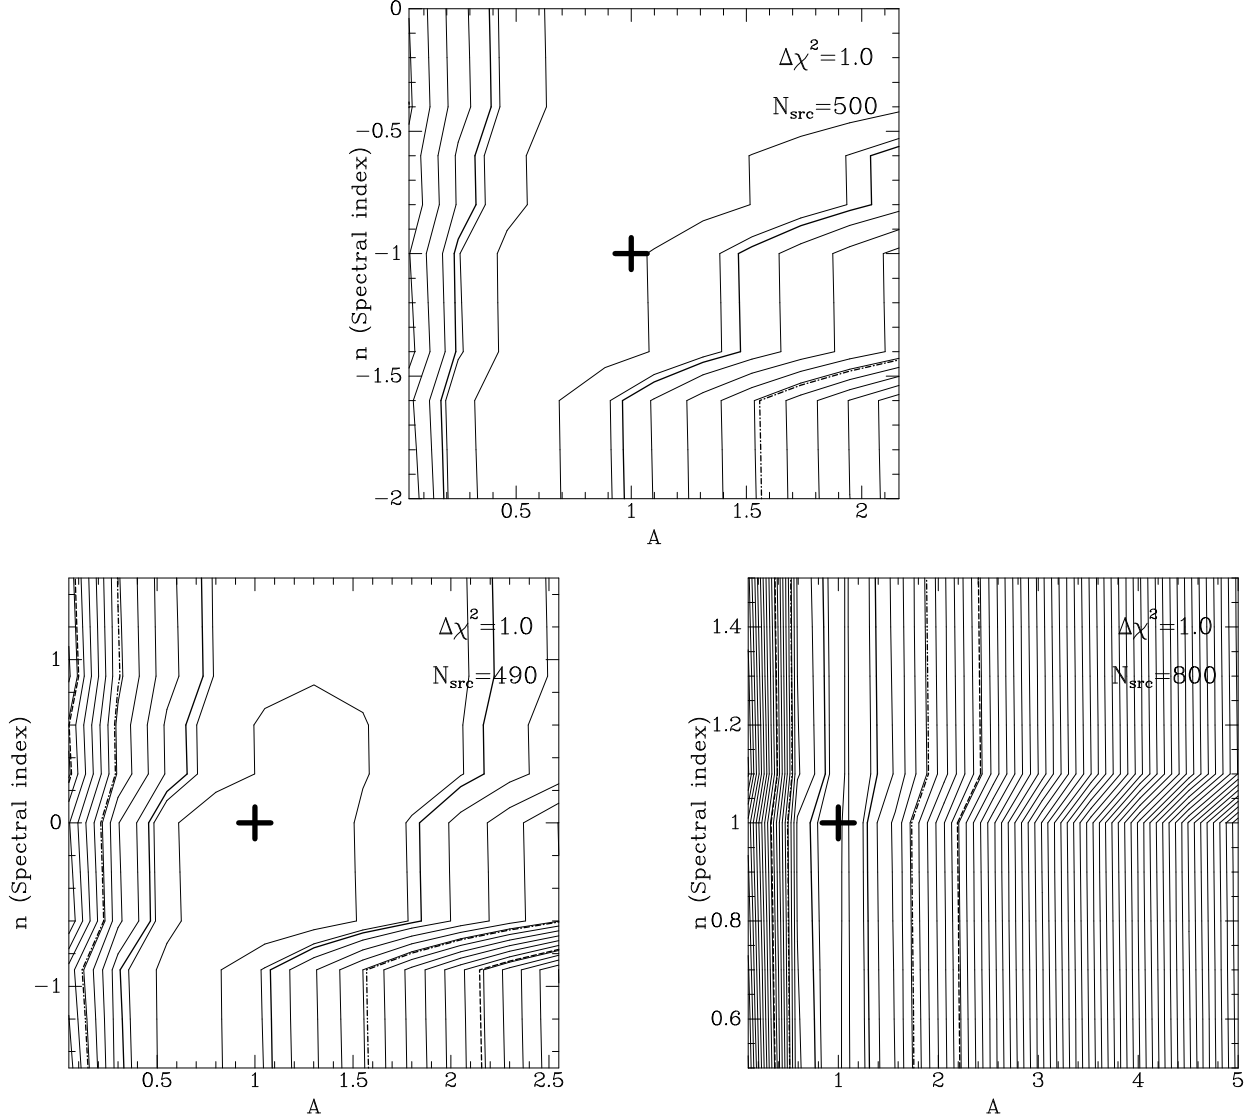 0
Δχ²=1.0
N_src=500
−0.5
−1
−1.5
−2
n (Spectral index)
0.5 1 1.5 2
A
Δχ²=1.0
N_src=490
1
0
−1
n (Spectral index)
0.5 1 1.5 2 2.5
A
Δχ²=1.0
N_src=800
1.4
1.2
1
0.8
0.6
n (Spectral index)
1 2 3 4 5
A